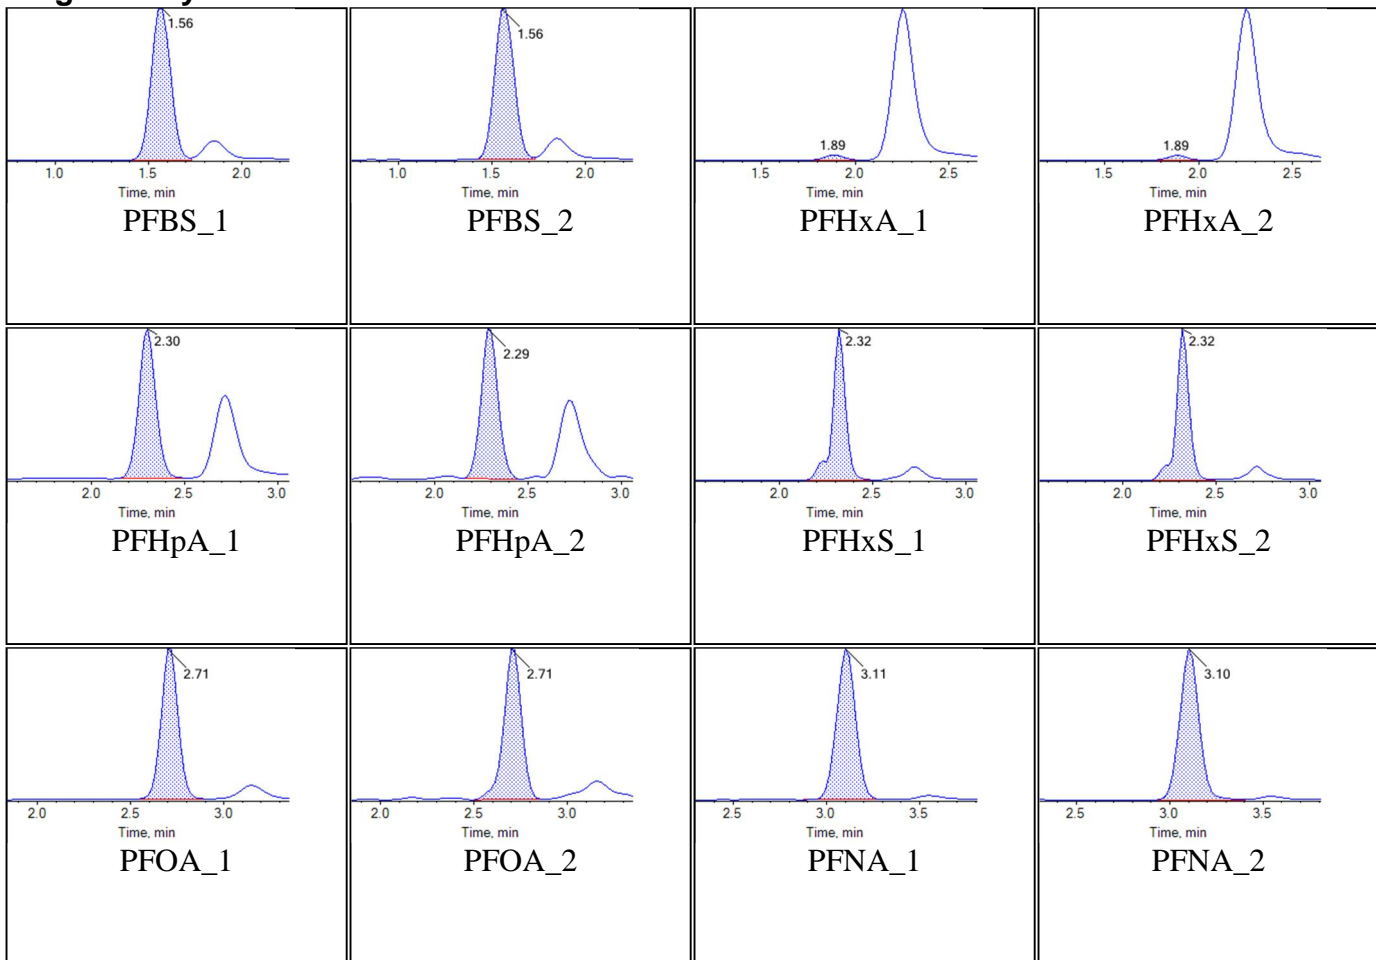 1.56
1.0 1.5 2.0
Time, min
PFBS_1
1.56
1.0 1.5 2.0
Time, min
PFBS_2
1.89
1.5 2.0 2.5
Time, min
PFHxA_1
1.89
1.5 2.0 2.5
Time, min
PFHxA_2
2.30
2.0 2.5 3.0
Time, min
PFHpA_1
2.29
2.0 2.5 3.0
Time, min
PFHpA_2
2.32
2.0 2.5 3.0
Time, min
PFHxS_1
2.32
2.0 2.5 3.0
Time, min
PFHxS_2
2.71
2.0 2.5 3.0
Time, min
PFOA_1
2.71
2.0 2.5 3.0
Time, min
PFOA_2
3.11
2.5 3.0 3.5
Time, min
PFNA_1
3.10
2.5 3.0 3.5
Time, min
PFNA_2